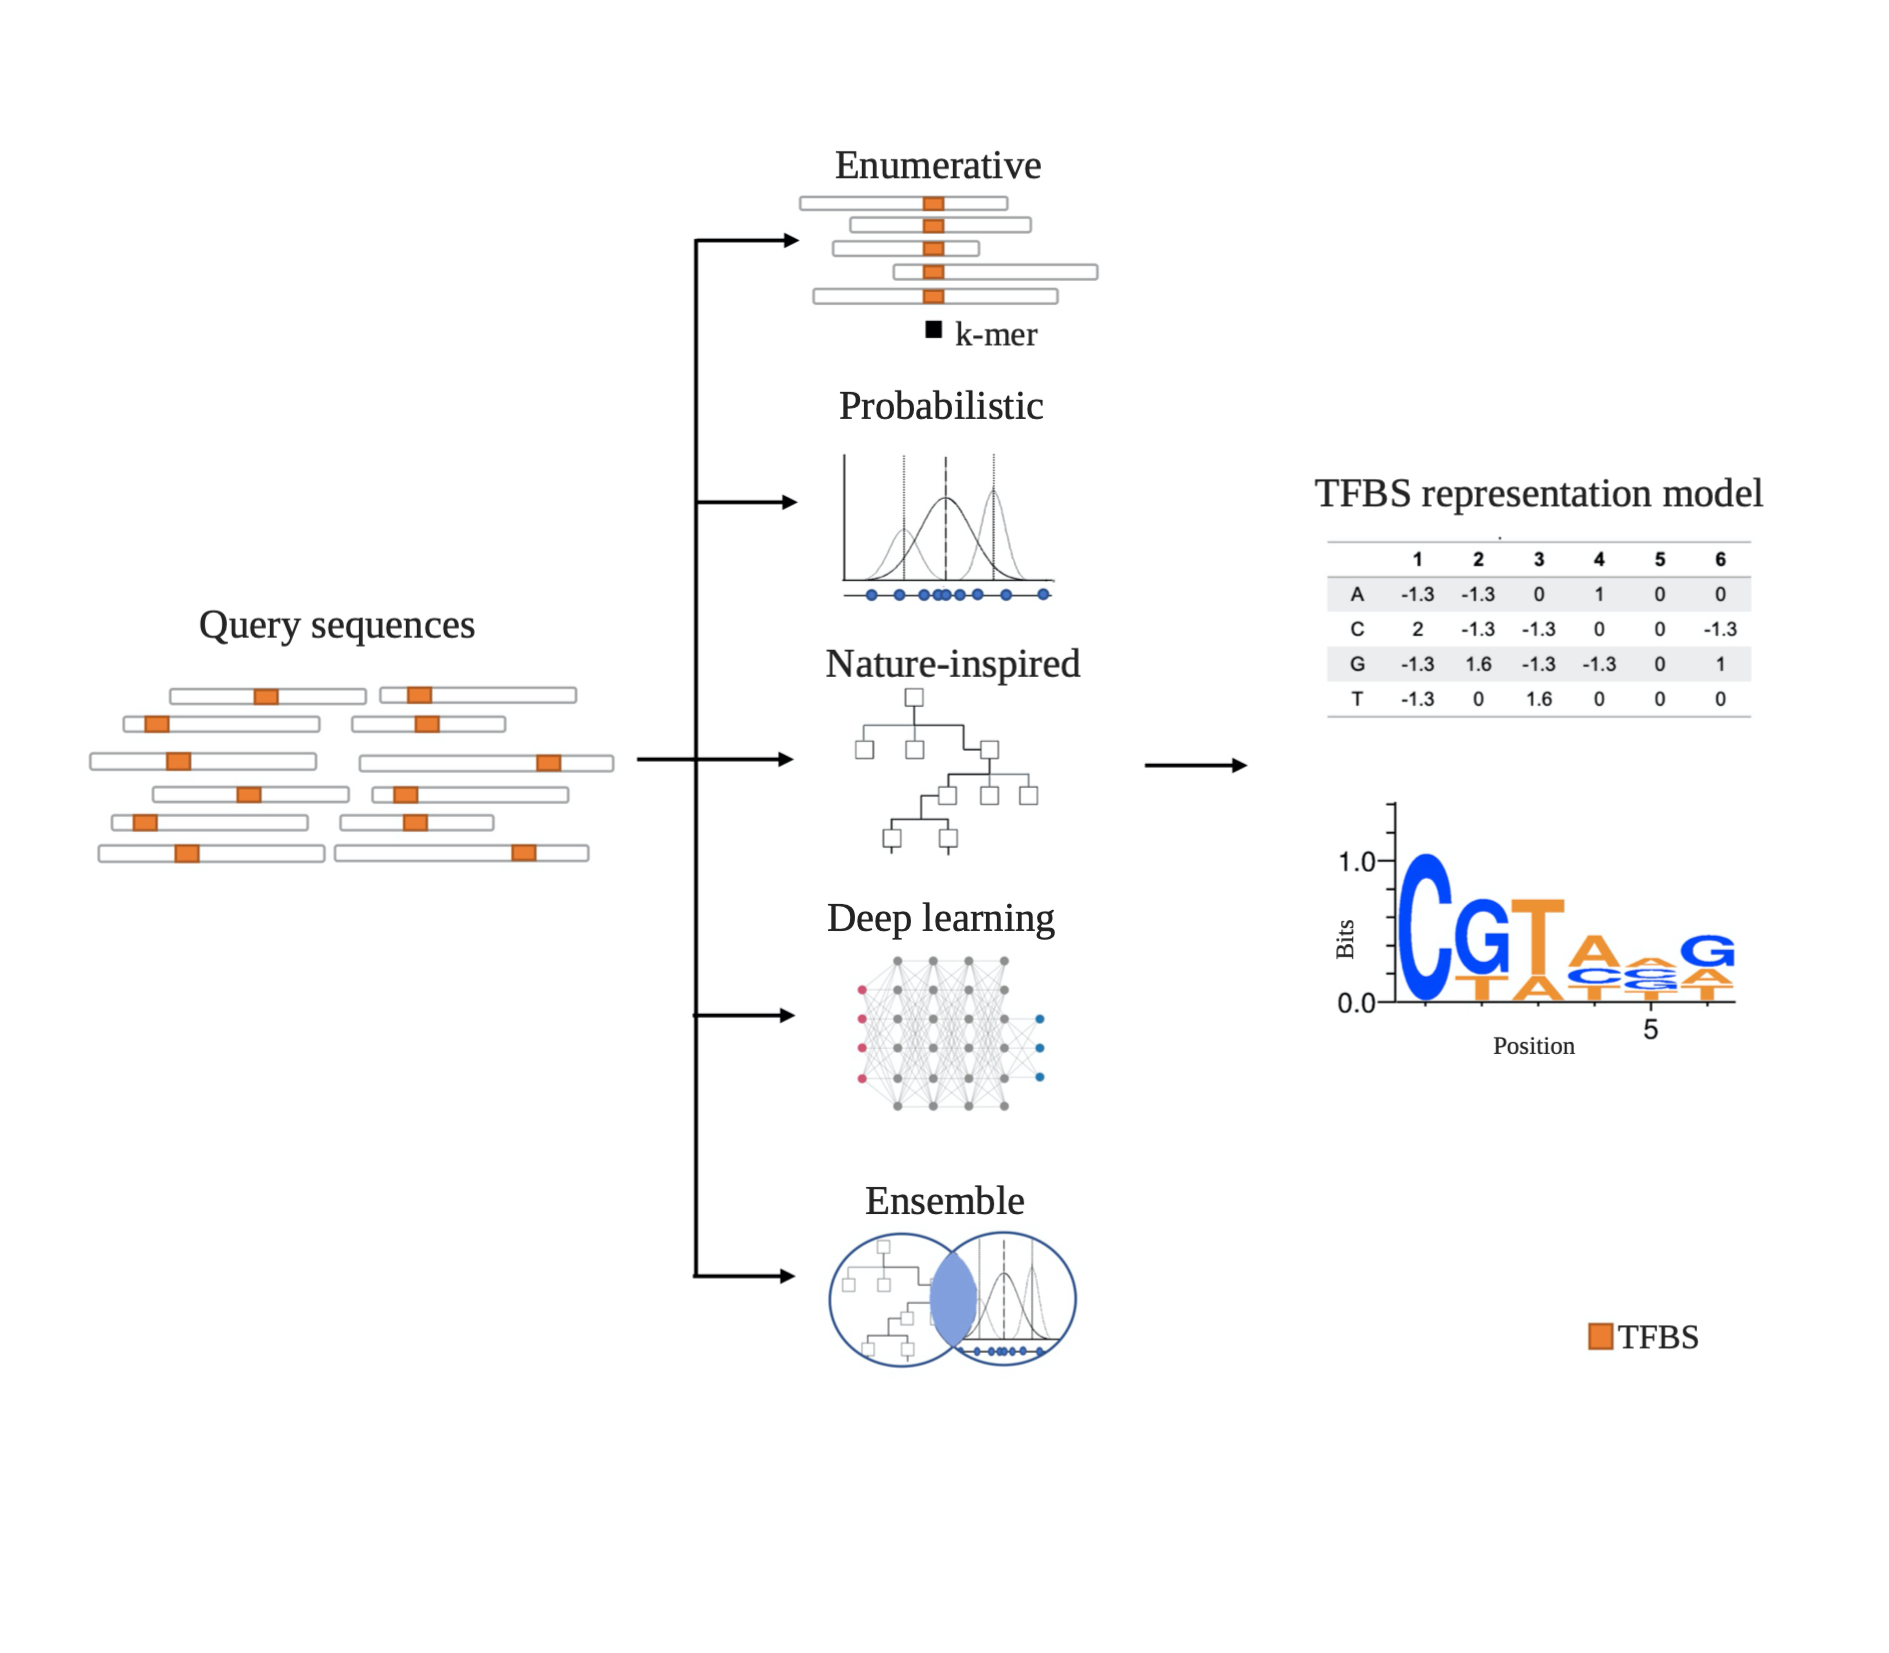 Query sequences
Enumerative
k-mer
Probabilistic
Nature-inspired
Deep learning
Ensemble
TFBS representation model
1 2 3 4 5 6
A -1.3 -1.3 0 1 0 0
C 2 -1.3 -1.3 0 0 -1.3
G -1.3 1.6 -1.3 -1.3 0 1
T -1.3 0 1.6 0 0 0
1.0
Bits
0.0
C G T A A G
C C A
G
T A T T T
5
Position
TFBS